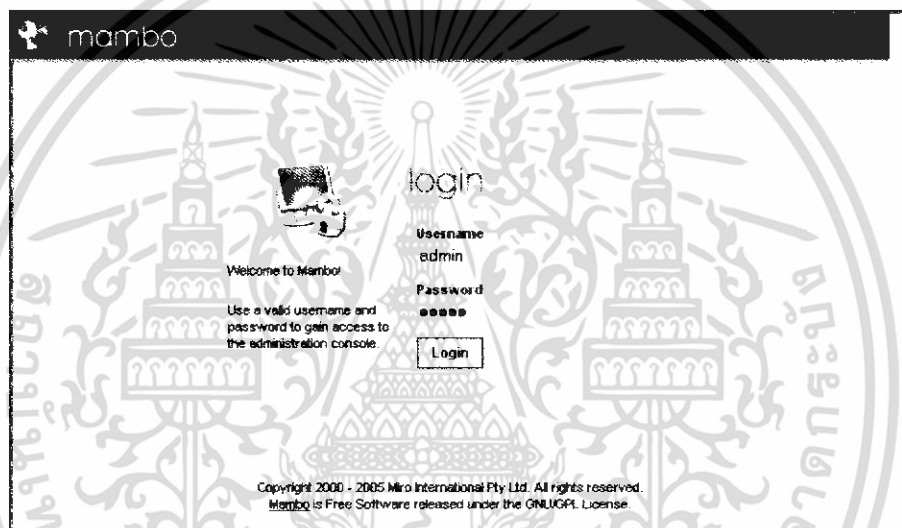 mambo
login
Username
admin
Welcome to Mambo!
Password
Use a valid username and
password to gain access to
the administration console.
Login
Copyright 2000 - 2005 Miro International Pty Ltd. All rights reserved.
Mambo is Free Software released under the GNU/GPL License.